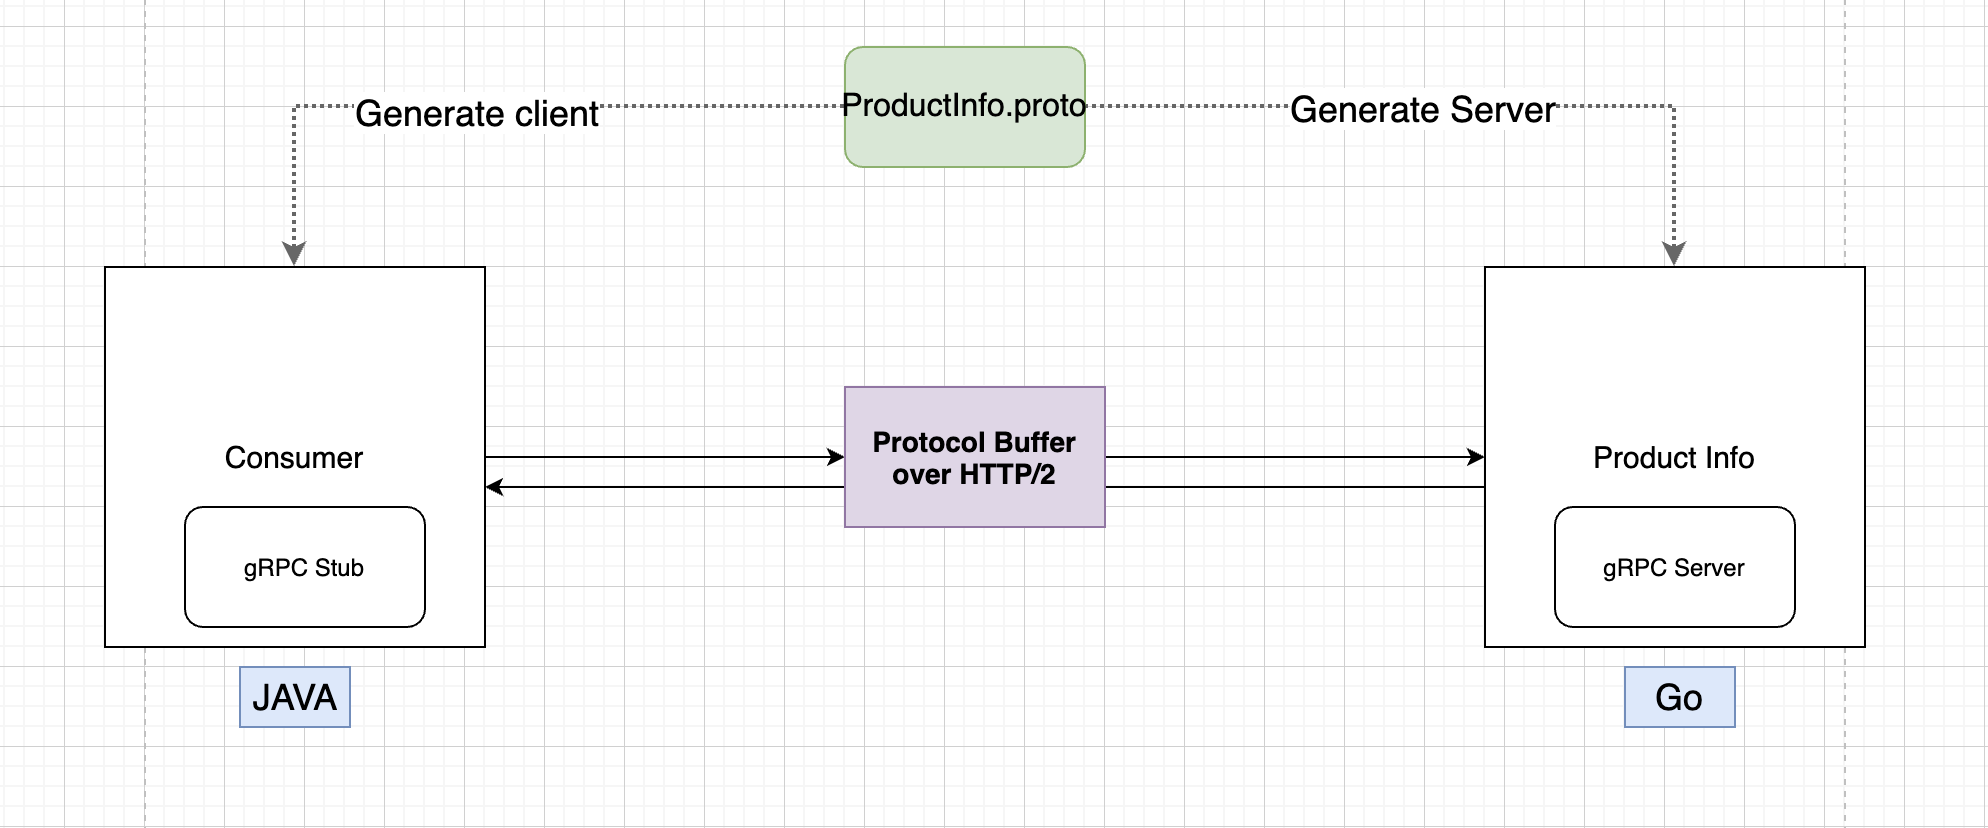 ProductInfo.proto
Generate client
Generate Server
Consumer
Protocol Buffer
over HTTP/2
Product Info
gRPC Stub
gRPC Server
JAVA
Go